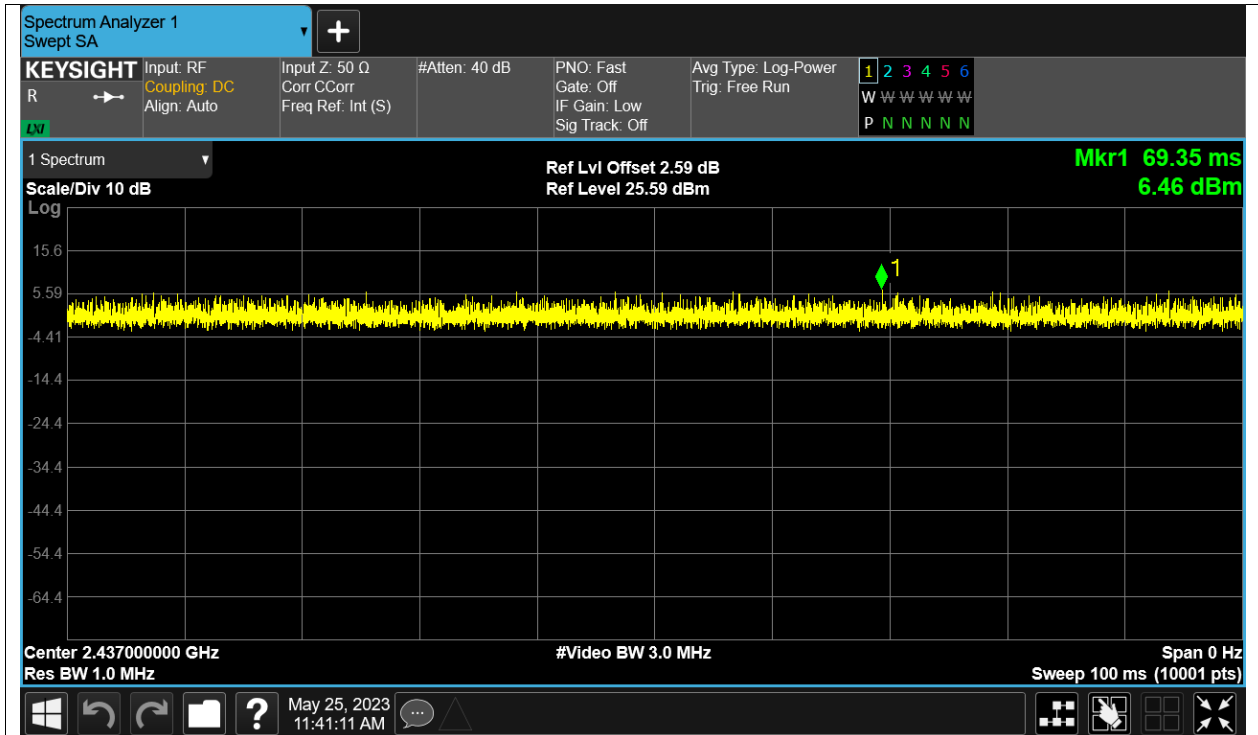 Spectrum Analyzer 1
Swept SA
+
KEYSIGHT
R
LXI
Input: RF
Coupling: DC
Align: Auto
Input Z: 50 Ω
Corr CCorr
Freq Ref: Int (S)
#Atten: 40 dB
PNO: Fast
Gate: Off
IF Gain: Low
Sig Track: Off
Avg Type: Log-Power
Trig: Free Run
1 2 3 4 5 6
W W W W W W
P N N N N N
1 Spectrum
Scale/Div 10 dB
Log
Ref Lvl Offset 2.59 dB
Ref Level 25.59 dBm
Mkr1 69.35 ms
6.46 dBm
15.6
1
5.59
-4.41
-14.4
-24.4
-34.4
-44.4
-54.4
-64.4
Center 2.437000000 GHz
Res BW 1.0 MHz
#Video BW 3.0 MHz
Span 0 Hz
Sweep 100 ms (10001 pts)
?
May 25, 2023
11:41:11 AM